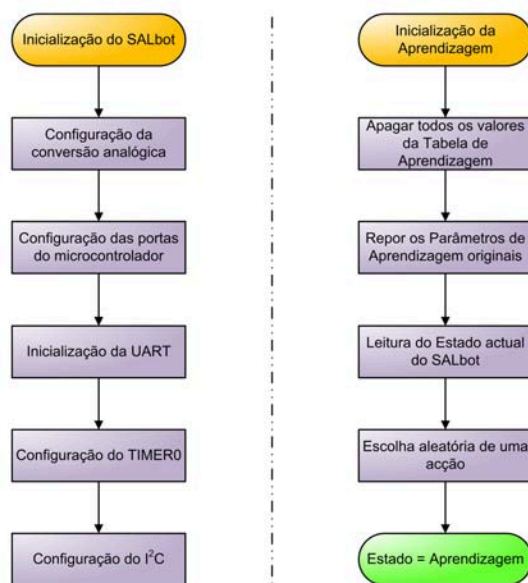 Inicialização do SALbot
Configuração da
conversão analógica
Configuração das portas
do microcontrolador
Inicialização da UART
Configuração do TIMER0
Configuração do I²C
Inicialização da
Aprendizagem
Apagar todos os valores
da Tabela de
Aprendizagem
Repor os Parâmetros de
Aprendizagem originais
Leitura do Estado actual
do SALbot
Escolha aleatória de uma
acção
Estado = Aprendizagem